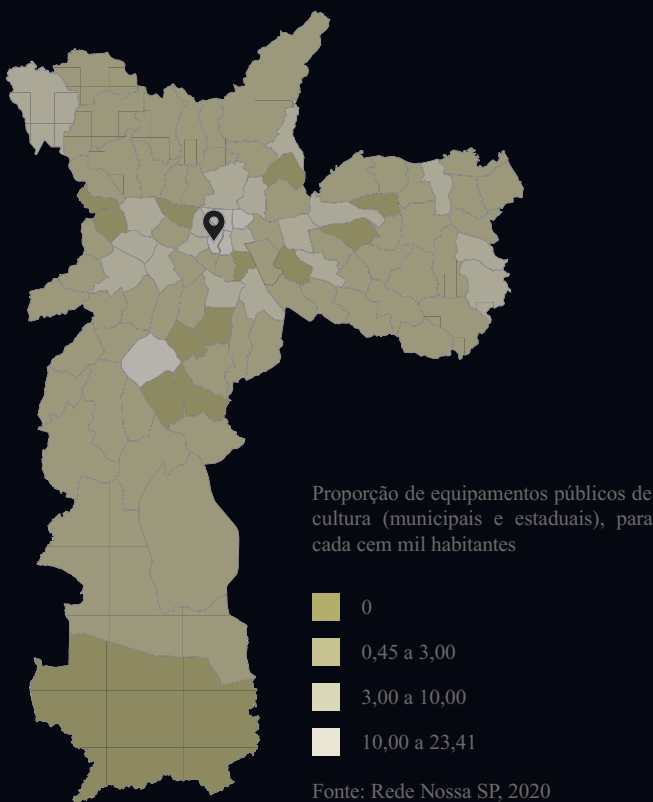 Proporção de equipamentos públicos de
cultura (municipais e estaduais), para
cada cem mil habitantes
0
0,45 a 3,00
3,00 a 10,00
10,00 a 23,41
Fonte: Rede Nossa SP, 2020